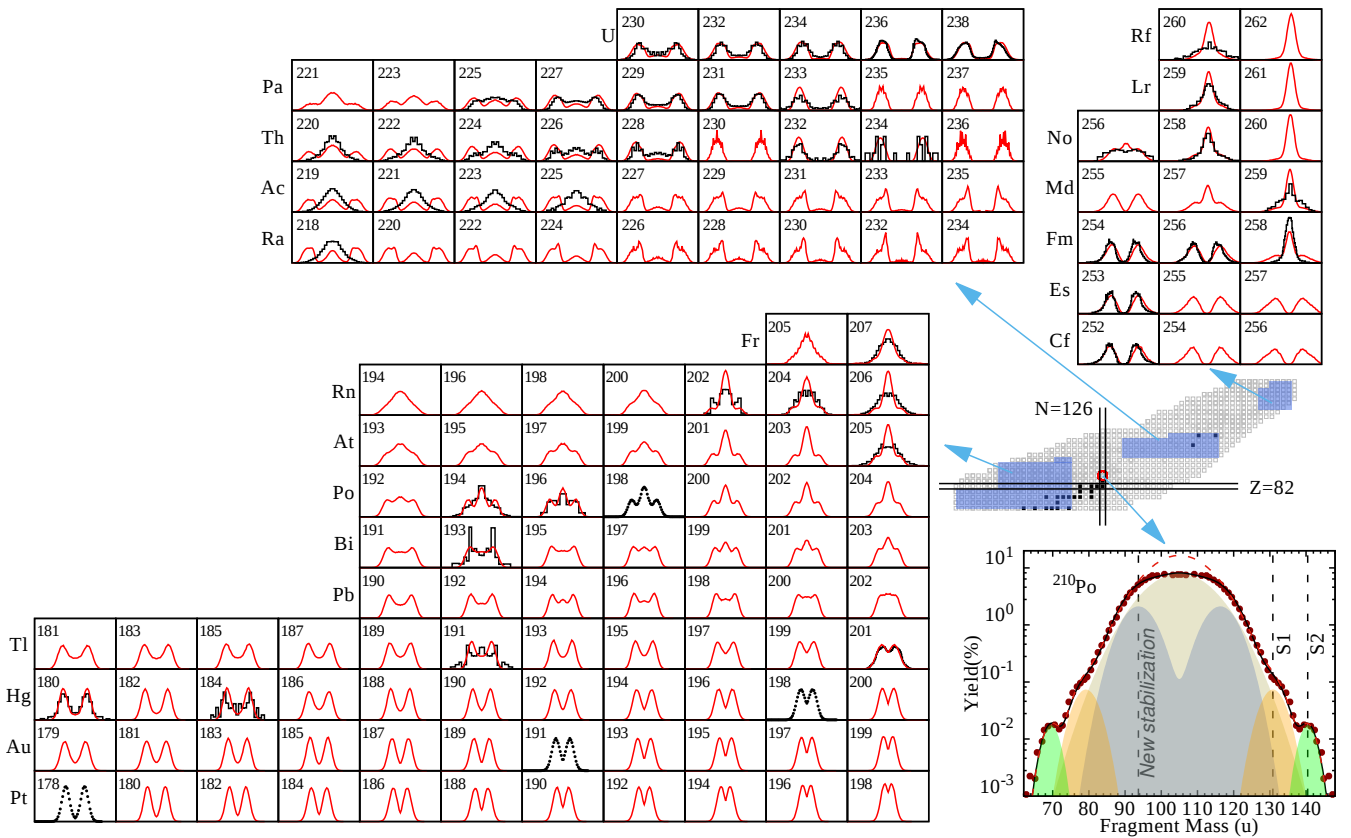 U 230 232 234 236 238
Pa 221 223 225 227 229 231 233 235 237
Th 220 222 224 226 228 230 232 234 236
Ac 219 221 223 225 227 229 231 233 235
Ra 218 220 222 224 226 228 230 232 234
Rf 260 262
Lr 259 261
No 256 258 260
Md 255 257 259
Fm 254 256 258
Es 253 255 257
Cf 252 254 256
Fr 205 207
Rn 194 196 198 200 202 204 206
At 193 195 197 199 201 203 205
Po 192 194 196 198 200 202 204
Bi 191 193 195 197 199 201 203
Pb 190 192 194 196 198 200 202
Tl 181 183 185 187 189 191 193 195 197 199 201
Hg 180 182 184 186 188 190 192 194 196 198 200
Au 179 181 183 185 187 189 191 193 195 197 199
Pt 178 180 182 184 186 188 190 192 194 196 198
N=126
Z=82
²¹⁰Po
Yield(%)
10¹
10⁰
10⁻¹
10⁻²
10⁻³
New stabilization
S1
S2
70 80 90 100 110 120 130 140
Fragment Mass (u)